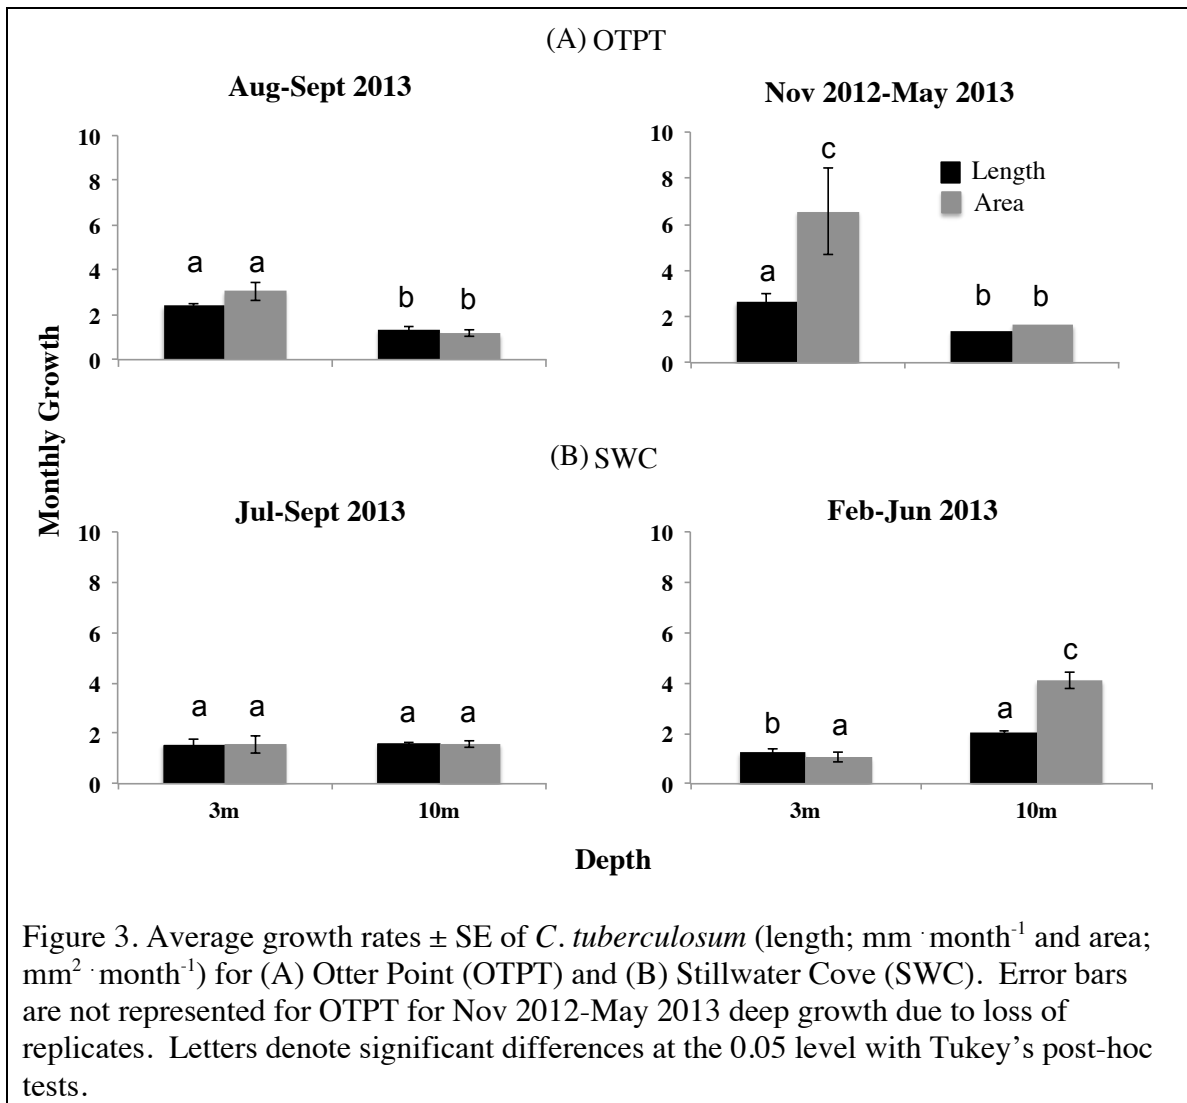 (A) OTPT
Aug-Sept 2013
Nov 2012-May 2013
10
8
6
4
2
0
a a b b
10
8
6
4
2
0
a c b b
Length
Area
Monthly Growth
(B) SWC
Jul-Sept 2013
Feb-Jun 2013
10
8
6
4
2
0
a a a a
3m 10m
10
8
6
4
2
0
b a a c
3m 10m
Depth
Figure 3. Average growth rates ± SE of C. tuberculosum (length; mm ·month⁻¹ and area;
mm² ·month⁻¹) for (A) Otter Point (OTPT) and (B) Stillwater Cove (SWC). Error bars
are not represented for OTPT for Nov 2012-May 2013 deep growth due to loss of
replicates. Letters denote significant differences at the 0.05 level with Tukey’s post-hoc
tests.